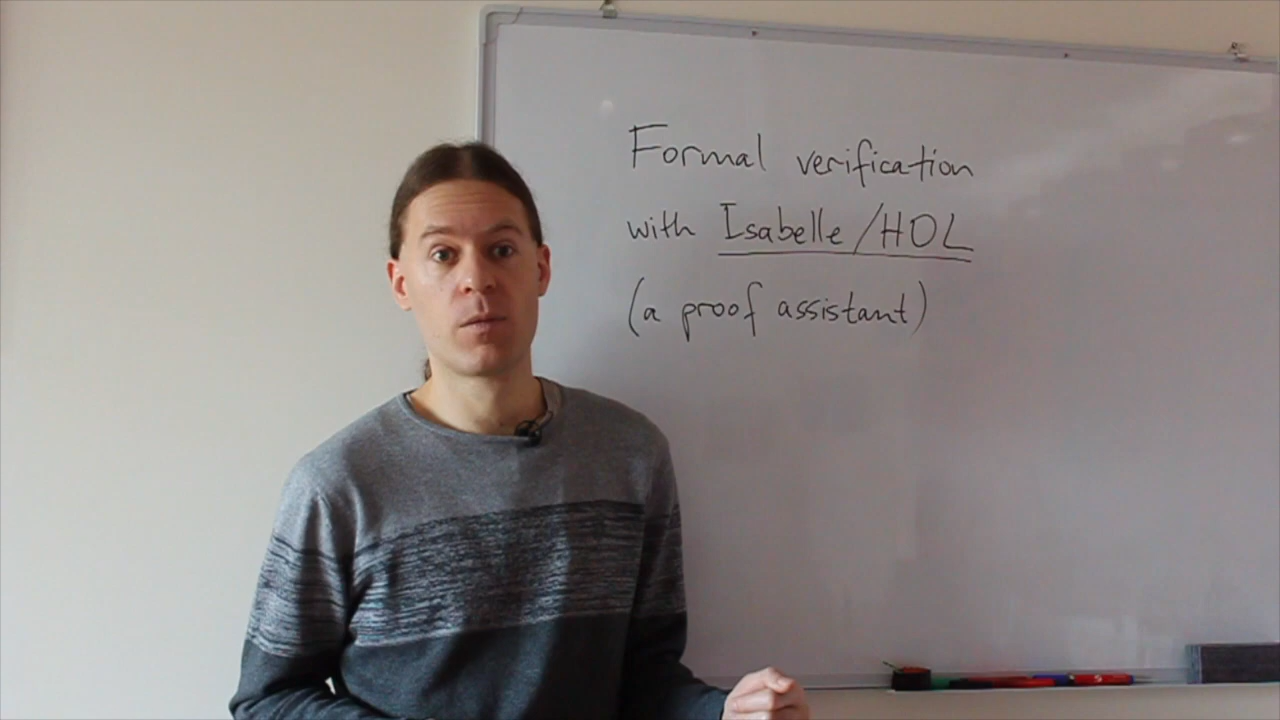 Formal verification
with Isabelle/HOL
(a proof assistant)